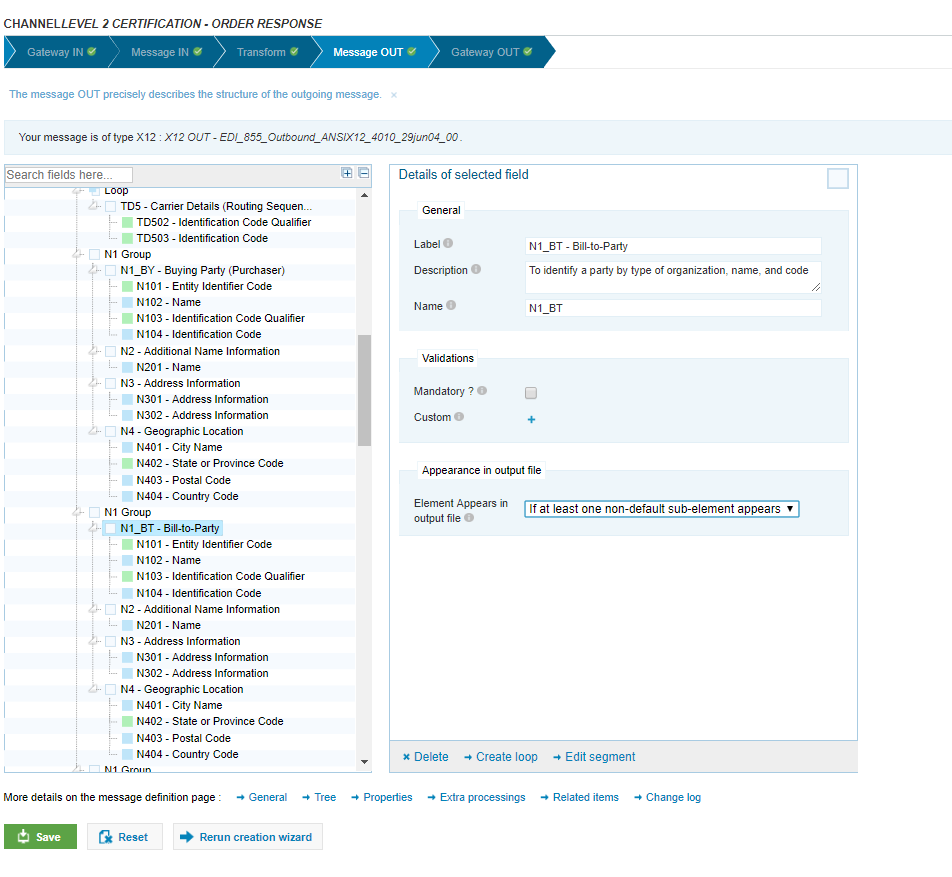 CHANNELLEVEL 2 CERTIFICATION - ORDER RESPONSE
Gateway IN
Message IN
Transform
Message OUT
Gateway OUT
The message OUT precisely describes the structure of the outgoing message. ×
Your message is of type X12 : X12 OUT - EDI_855_Outbound_ANSIX12_4010_29jun04_00 .
Search fields here...
Loop
TD5 - Carrier Details (Routing Sequen...
TD502 - Identification Code Qualifier
TD503 - Identification Code
N1 Group
N1_BY - Buying Party (Purchaser)
N101 - Entity Identifier Code
N102 - Name
N103 - Identification Code Qualifier
N104 - Identification Code
N2 - Additional Name Information
N201 - Name
N3 - Address Information
N301 - Address Information
N302 - Address Information
N4 - Geographic Location
N401 - City Name
N402 - State or Province Code
N403 - Postal Code
N404 - Country Code
N1 Group
N1_BT - Bill-to-Party
N101 - Entity Identifier Code
N102 - Name
N103 - Identification Code Qualifier
N104 - Identification Code
N2 - Additional Name Information
N201 - Name
N3 - Address Information
N301 - Address Information
N302 - Address Information
N4 - Geographic Location
N401 - City Name
N402 - State or Province Code
N403 - Postal Code
N404 - Country Code
N1 Group
Details of selected field
General
Label
N1_BT - Bill-to-Party
Description
To identify a party by type of organization, name, and code
Name
N1_BT
Validations
Mandatory ?
Custom
+
Appearance in output file
Element Appears in
output file
If at least one non-default sub-element appears
Delete
Create loop
Edit segment
More details on the message definition page :
General
Tree
Properties
Extra processings
Related items
Change log
Save
Reset
Rerun creation wizard